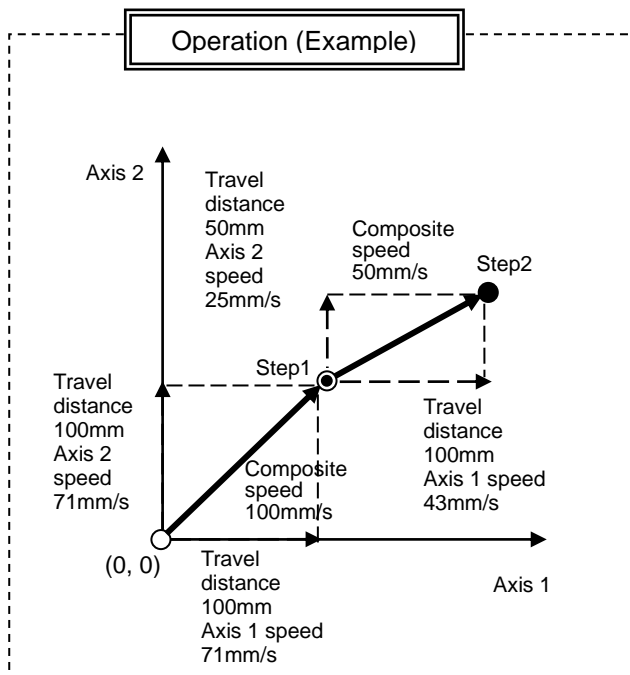 Operation (Example)
Axis 2
Travel
distance
50mm
Axis 2
speed
25mm/s
Composite
speed
50mm/s
Step2
Step1
Travel
distance
100mm
Axis 2
speed
71mm/s
Composite
speed
100mm/s
Travel
distance
100mm
Axis 1 speed
43mm/s
(0, 0)
Travel
distance
100mm
Axis 1 speed
71mm/s
Axis 1